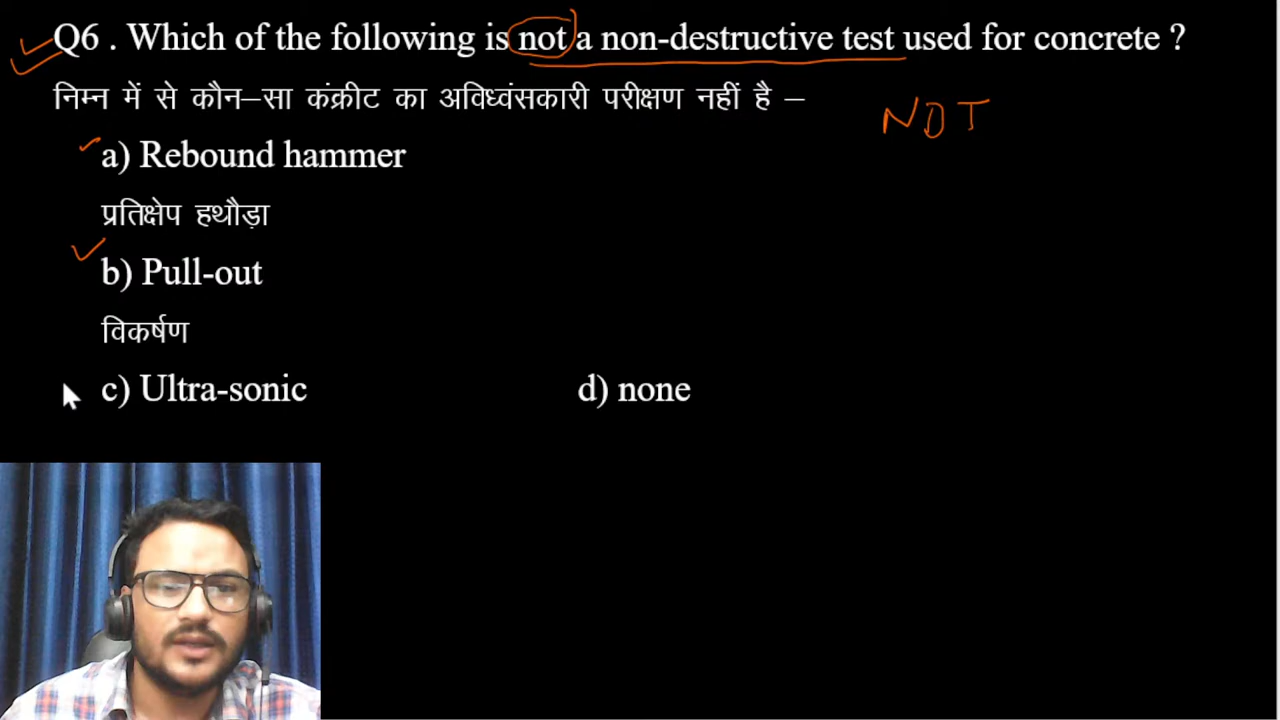 Q6 . Which of the following is not a non-destructive test used for concrete ?
निम्न में से कौन–सा कंक्रीट का अविध्वंसकारी परीक्षण नहीं है –
NOT
a) Rebound hammer
प्रतिक्षेप हथौड़ा
b) Pull-out
विकर्षण
c) Ultra-sonic d) none